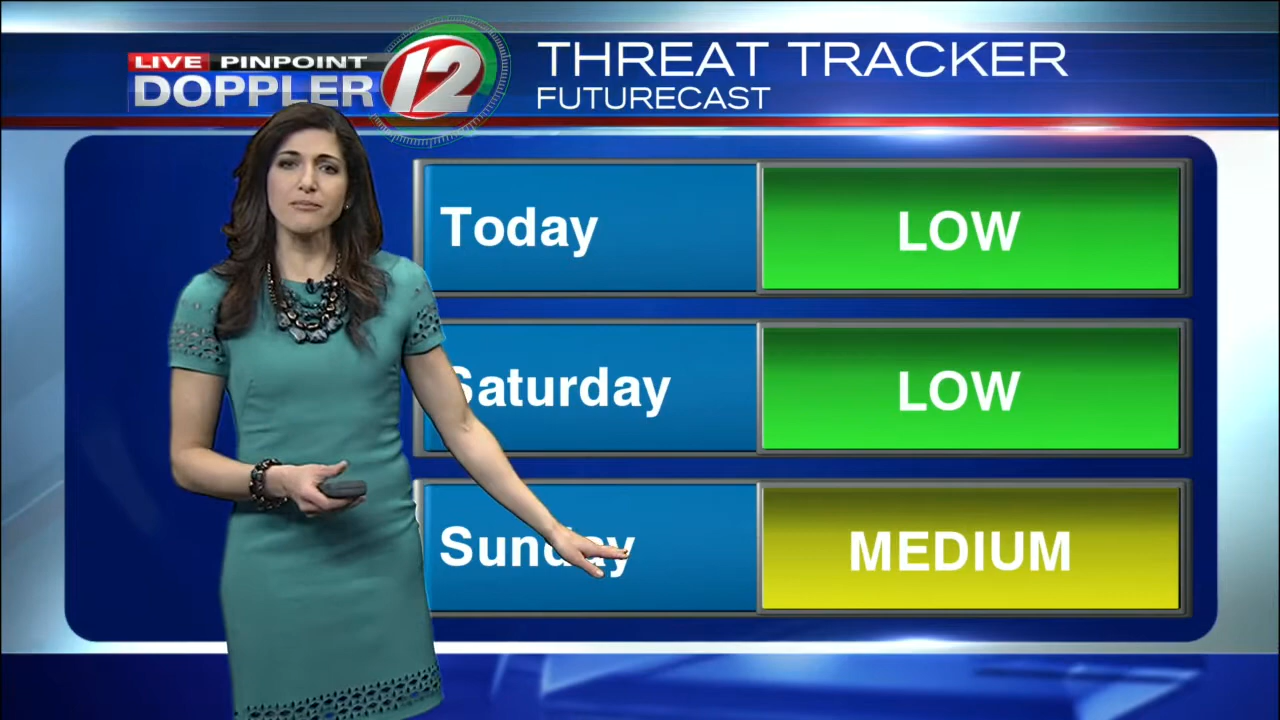 LIVE PINPOINT
DOPPLER 12
THREAT TRACKER
FUTURECAST
Today LOW
Saturday LOW
Sunday MEDIUM